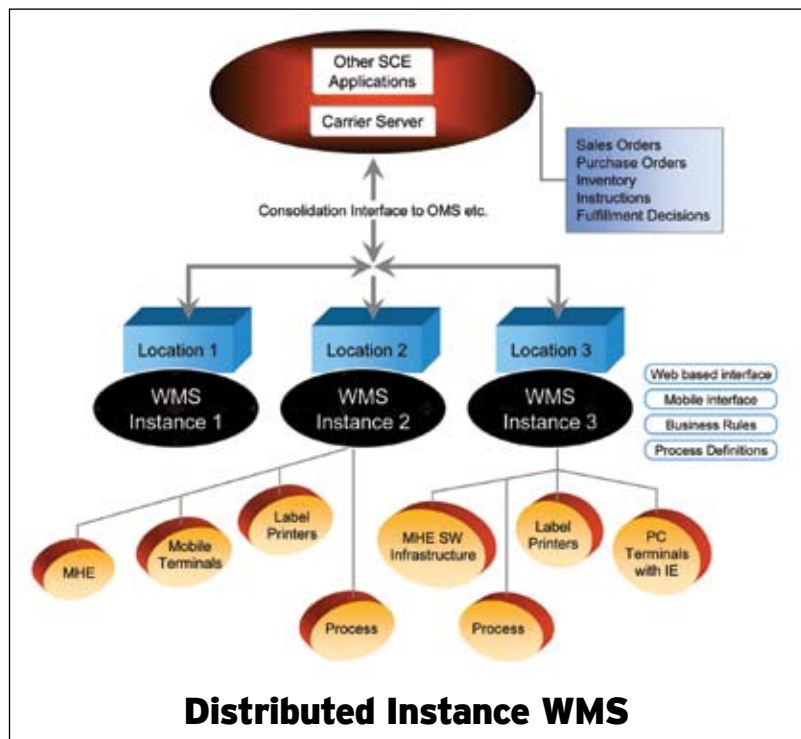 Other SCE
Applications
Carrier Server
Sales Orders
Purchase Orders
Inventory
Instructions
Fulfillment Decisions
Consolidation Interface to OMS etc.
Location 1
Location 2
Location 3
WMS
Instance 1
WMS
Instance 2
WMS
Instance 3
Web based interface
Mobile interface
Business Rules
Process Definitions
MHE
Mobile
Terminals
Label
Printers
Process
MHE SW
Infrastructure
Process
Label
Printers
PC
Terminals
with IE
Distributed Instance WMS